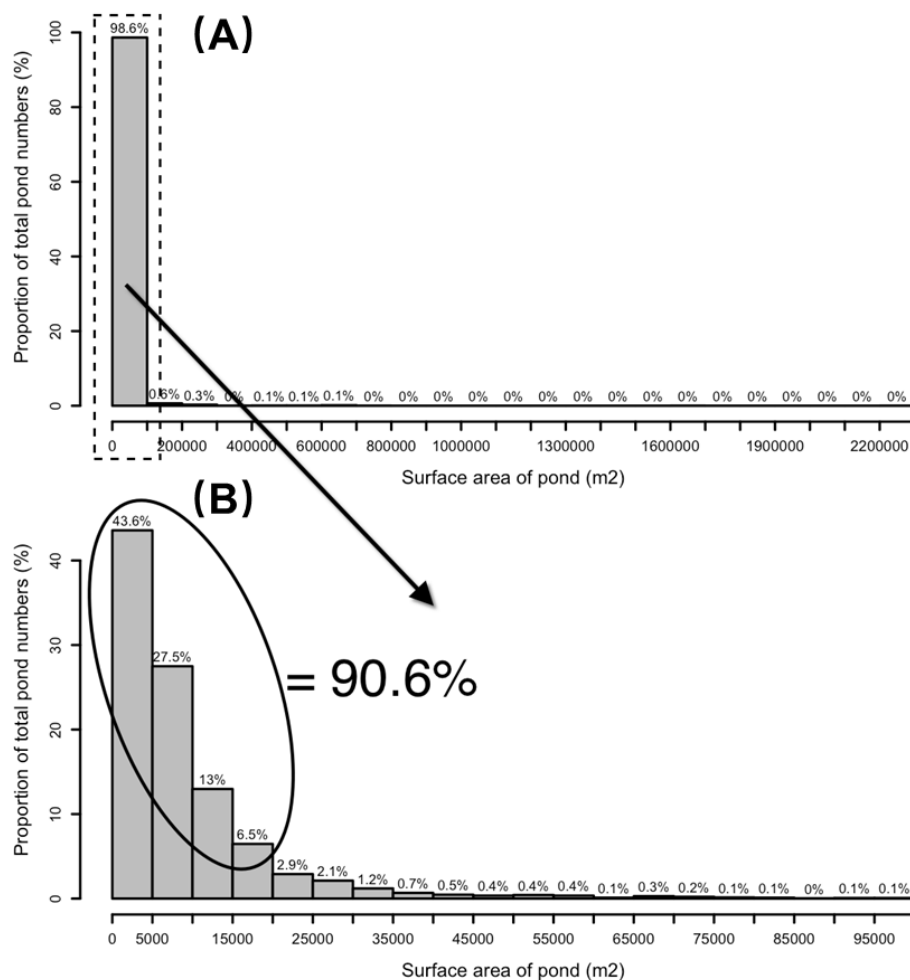 (A)
Proportion of total pond numbers (%)
100
80
60
40
20
0
98.6%
0.6% 0.3% 0% 0.1% 0.1% 0.1% 0% 0% 0% 0% 0% 0% 0% 0% 0% 0% 0% 0% 0% 0% 0% 0%
0 200000 400000 600000 800000 1000000 1300000 1600000 1900000 2200000
Surface area of pond (m2)
(B)
Proportion of total pond numbers (%)
40
30
20
10
0
43.6%
27.5%
= 90.6%
13%
6.5%
2.9% 2.1% 1.2% 0.7% 0.5% 0.4% 0.4% 0.4% 0.1% 0.3% 0.2% 0.1% 0.1% 0% 0.1% 0.1%
0 5000 15000 25000 35000 45000 55000 65000 75000 85000 95000
Surface area of pond (m2)